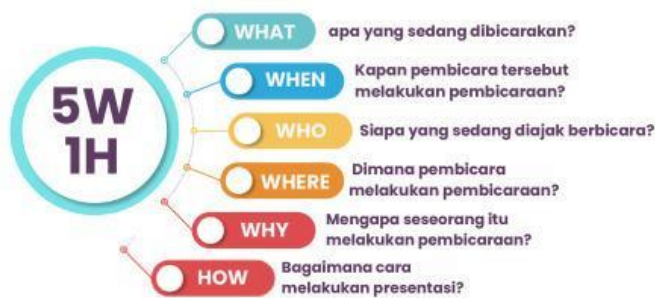 5W
1H
WHAT
apa yang sedang dibicarakan?
WHEN
Kapan pembicara tersebut
melakukan pembicaraan?
WHO
Siapa yang sedang diajak berbicara?
WHERE
Dimana pembicara
melakukan pembicaraan?
WHY
Mengapa seseorang itu
melakukan pembicaraan?
HOW
Bagaimana cara
melakukan presentasi?